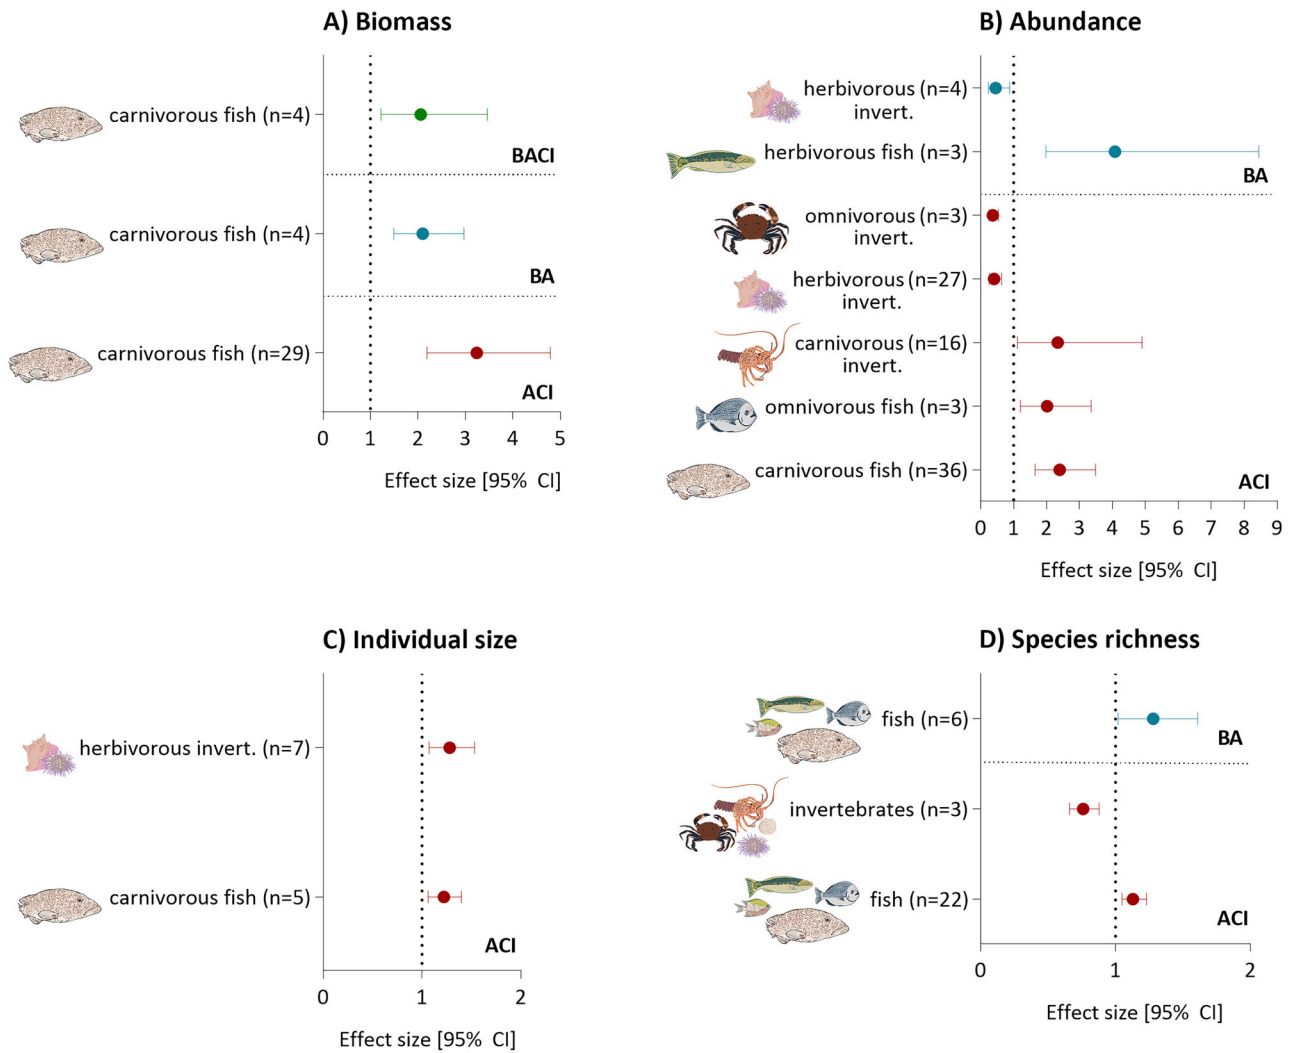 A) Biomass
carnivorous fish (n=4)
BACI
carnivorous fish (n=4)
BA
carnivorous fish (n=29)
ACI
0 1 2 3 4 5
Effect size [95% CI]
B) Abundance
herbivorous (n=4)
invert.
herbivorous fish (n=3)
BA
omnivorous (n=3)
invert.
herbivorous (n=27)
invert.
carnivorous (n=16)
invert.
omnivorous fish (n=3)
carnivorous fish (n=36)
ACI
0 1 2 3 4 5 6 7 8 9
Effect size [95% CI]
C) Individual size
herbivorous invert. (n=7)
carnivorous fish (n=5)
ACI
0 1 2
Effect size [95% CI]
D) Species richness
fish (n=6)
BA
invertebrates (n=3)
fish (n=22)
ACI
0 1 2
Effect size [95% CI]